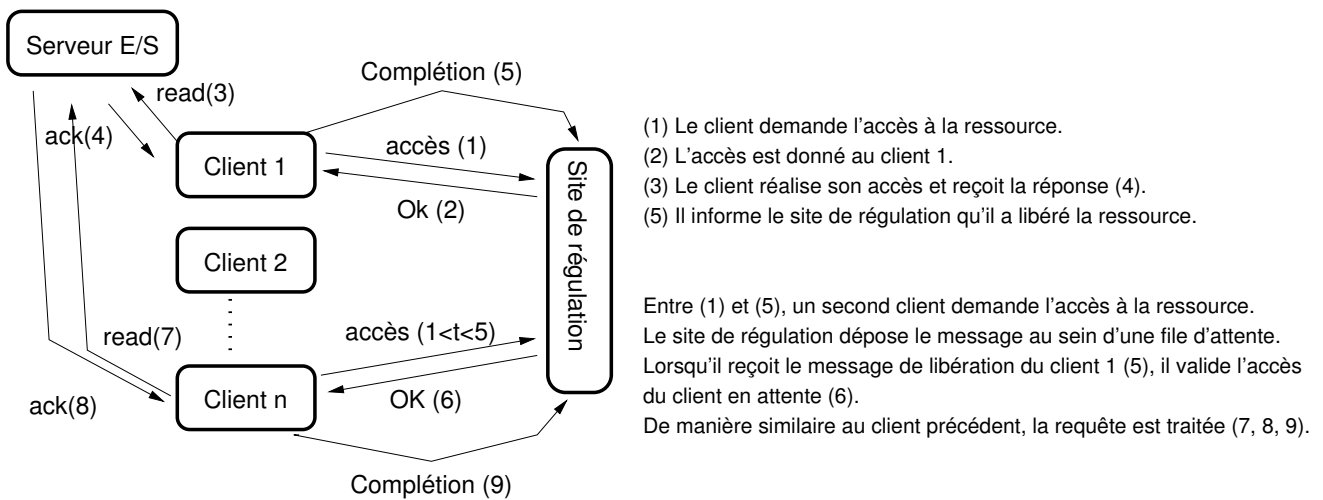 Serveur E/S
read(3)
ack(4)
Complétion (5)
Client 1
accès (1)
Ok (2)
Client 2
Site de régulation
read(7)
accès (1<t<5)
Client n
OK (6)
ack(8)
Complétion (9)
(1) Le client demande l'accès à la ressource.
(2) L'accès est donné au client 1.
(3) Le client réalise son accès et reçoit la réponse (4).
(5) Il informe le site de régulation qu'il a libéré la ressource.
Entre (1) et (5), un second client demande l'accès à la ressource.
Le site de régulation dépose le message au sein d'une file d'attente.
Lorsqu'il reçoit le message de libération du client 1 (5), il valide l'accès
du client en attente (6).
De manière similaire au client précédent, la requête est traitée (7, 8, 9).